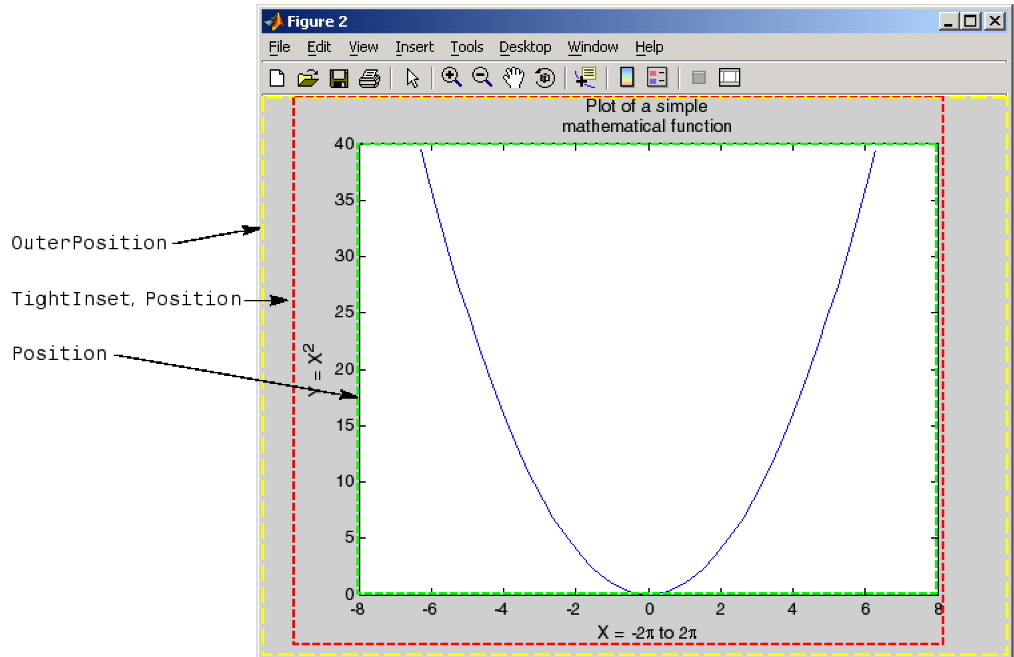 Figure 2
File Edit View Insert Tools Desktop Window Help
Plot of a simple
mathematical function
OuterPosition
TightInset, Position
Position
Y = X²
40
35
30
25
20
15
10
5
0
-8 -6 -4 -2 0 2 4 6 8
X = -2π to 2π